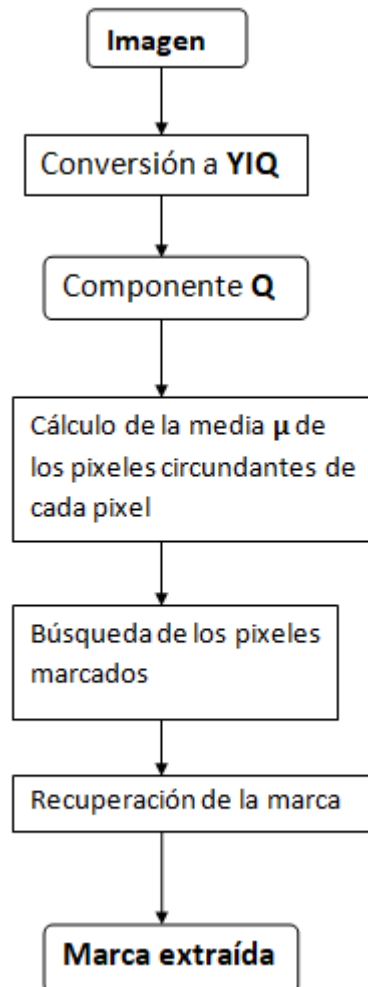 Imagen
Conversión a YIQ
Componente Q
Cálculo de la media μ de
los pixeles circundantes de
cada pixel
Búsqueda de los pixeles
marcados
Recuperación de la marca
Marca extraída